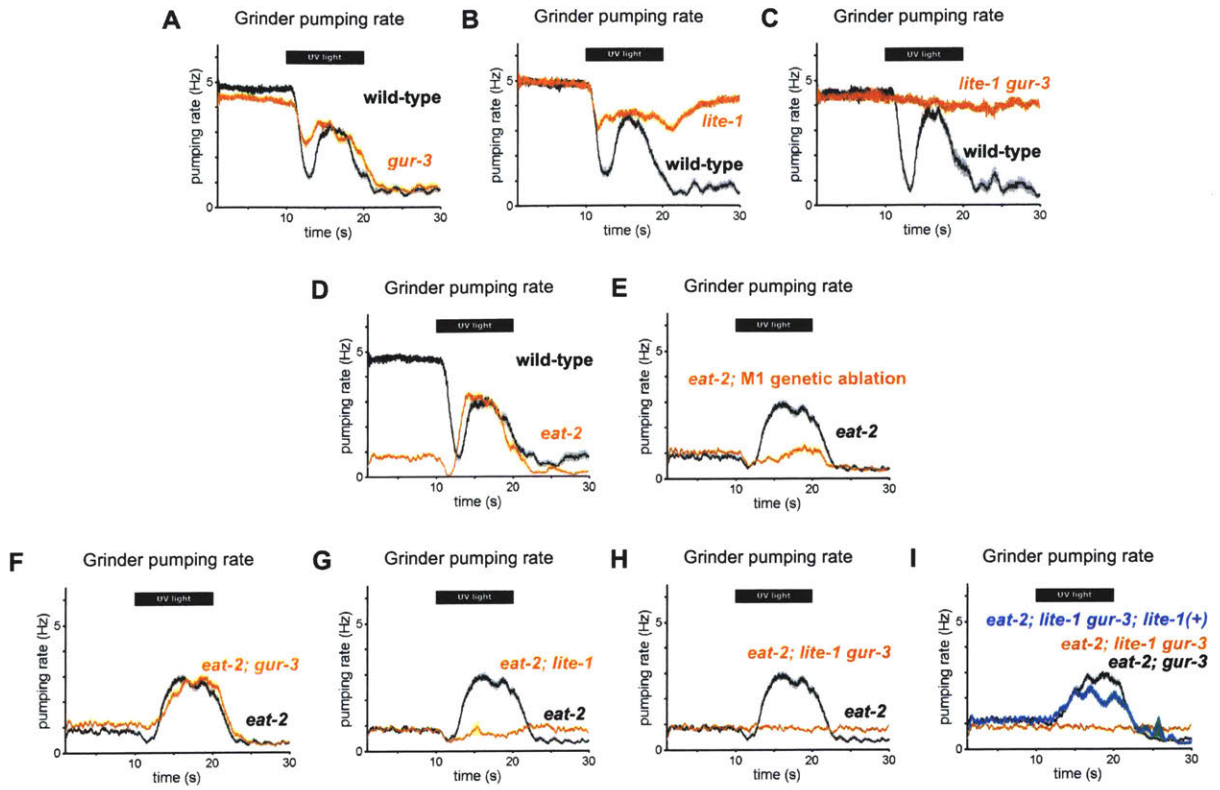 A
Grinder pumping rate
UV light
wild-type
gur-3
pumping rate (Hz)
5
0
10
20
30
time (s)
B
Grinder pumping rate
UV light
lite-1
wild-type
pumping rate (Hz)
5
0
10
20
30
time (s)
C
Grinder pumping rate
UV light
lite-1 gur-3
wild-type
pumping rate (Hz)
5
0
10
20
30
time (s)
D
Grinder pumping rate
UV light
wild-type
eat-2
pumping rate (Hz)
5
0
10
20
30
time (s)
E
Grinder pumping rate
UV light
eat-2; M1 genetic ablation
eat-2
pumping rate (Hz)
5
0
10
20
30
time (s)
F
Grinder pumping rate
UV light
eat-2; gur-3
eat-2
pumping rate (Hz)
5
0
10
20
30
time (s)
G
Grinder pumping rate
UV light
eat-2; lite-1
eat-2
pumping rate (Hz)
5
0
10
20
30
time (s)
H
Grinder pumping rate
UV light
eat-2; lite-1 gur-3
eat-2
pumping rate (Hz)
5
0
10
20
30
time (s)
I
Grinder pumping rate
UV light
eat-2; lite-1 gur-3; lite-1(+)
eat-2; lite-1 gur-3
eat-2; gur-3
pumping rate (Hz)
5
0
10
20
30
time (s)